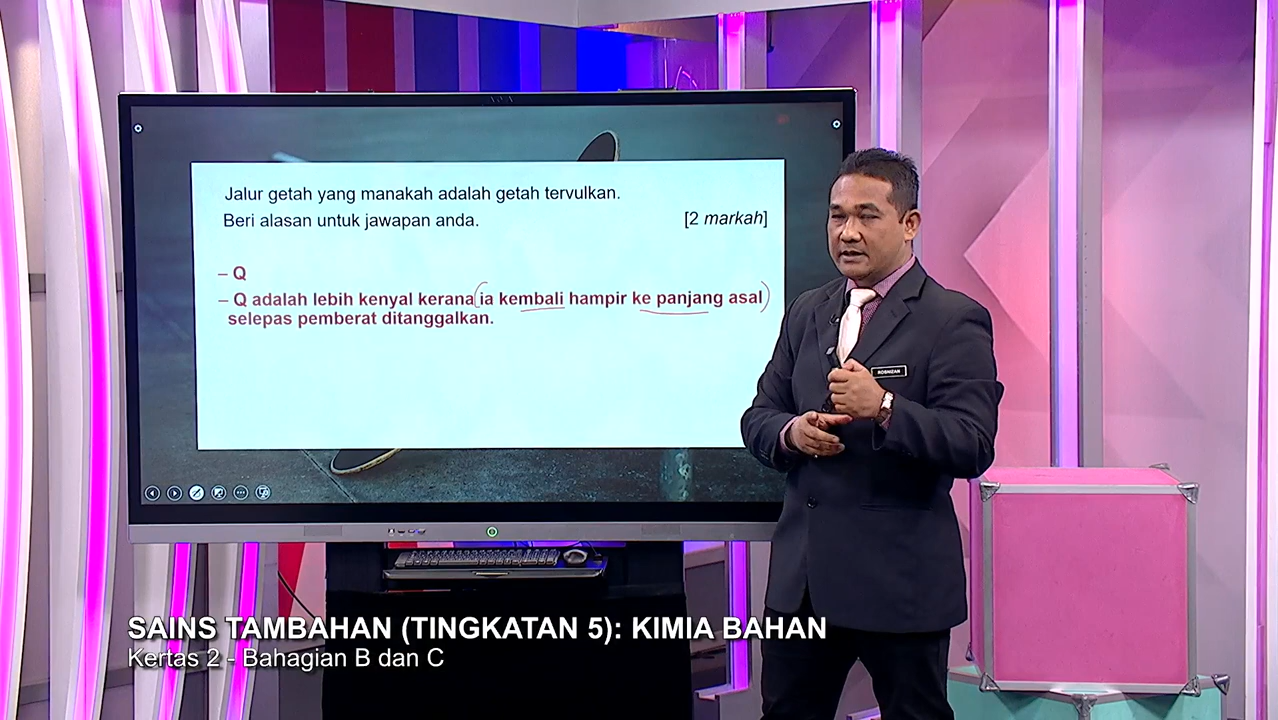 Jalur getah yang manakah adalah getah tervulkan.
Beri alasan untuk jawapan anda. [2 markah]
– Q
– Q adalah lebih kenyal kerana ia kembali hampir ke panjang asal
selepas pemberat ditanggalkan.
ROSMIZAN
SAINS TAMBAHAN (TINGKATAN 5): KIMIA BAHAN
Kertas 2 - Bahagian B dan C